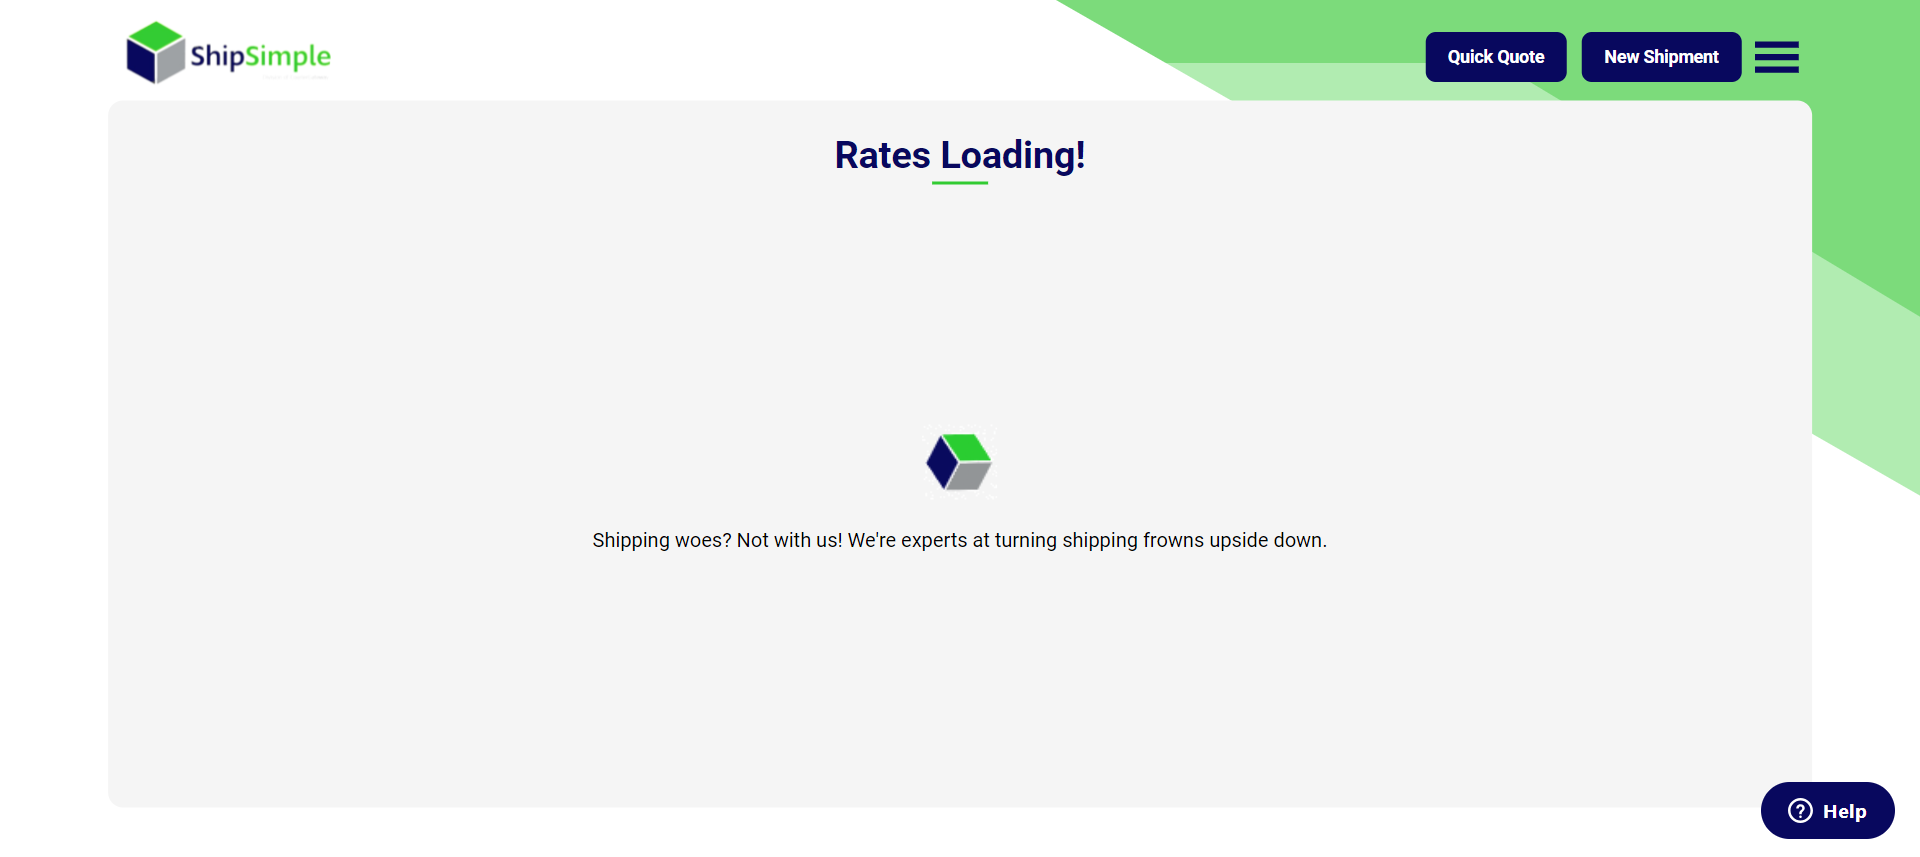 ShipSimple
Quick Quote
New Shipment
Rates Loading!
Shipping woes? Not with us! We're experts at turning shipping frowns upside down.
Help